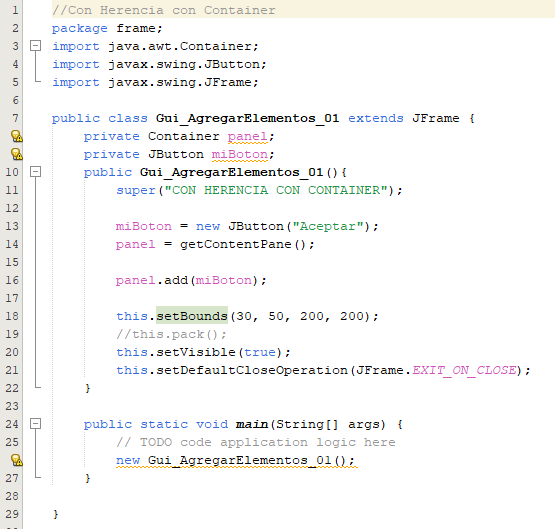 1 //Con Herencia con Container
2 package frame;
3 import java.awt.Container;
4 import javax.swing.JButton;
5 import javax.swing.JFrame;
6
7 public class Gui_AgregarElementos_01 extends JFrame {
private Container panel;
private JButton miBoton;
10 public Gui_AgregarElementos_01(){
11 super("CON HERENCIA CON CONTAINER");
12
13 miBoton = new JButton("Aceptar");
14 panel = getContentPane();
15
16 panel.add(miBoton);
17
18 this.setBounds(30, 50, 200, 200);
19 //this.pack();
20 this.setVisible(true);
21 this.setDefaultCloseOperation(JFrame.EXIT_ON_CLOSE);
22 }
23
24 public static void main(String[] args) {
25 // TODO code application logic here
new Gui_AgregarElementos_01();
27 }
28
29 }